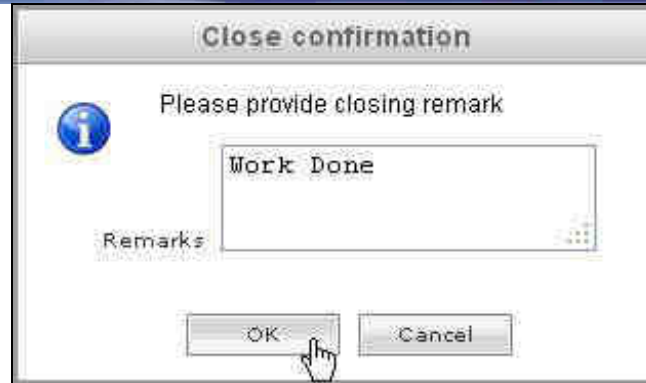 Close confirmation
Please provide closing remark
Work Done
Remarks
OK
Cancel